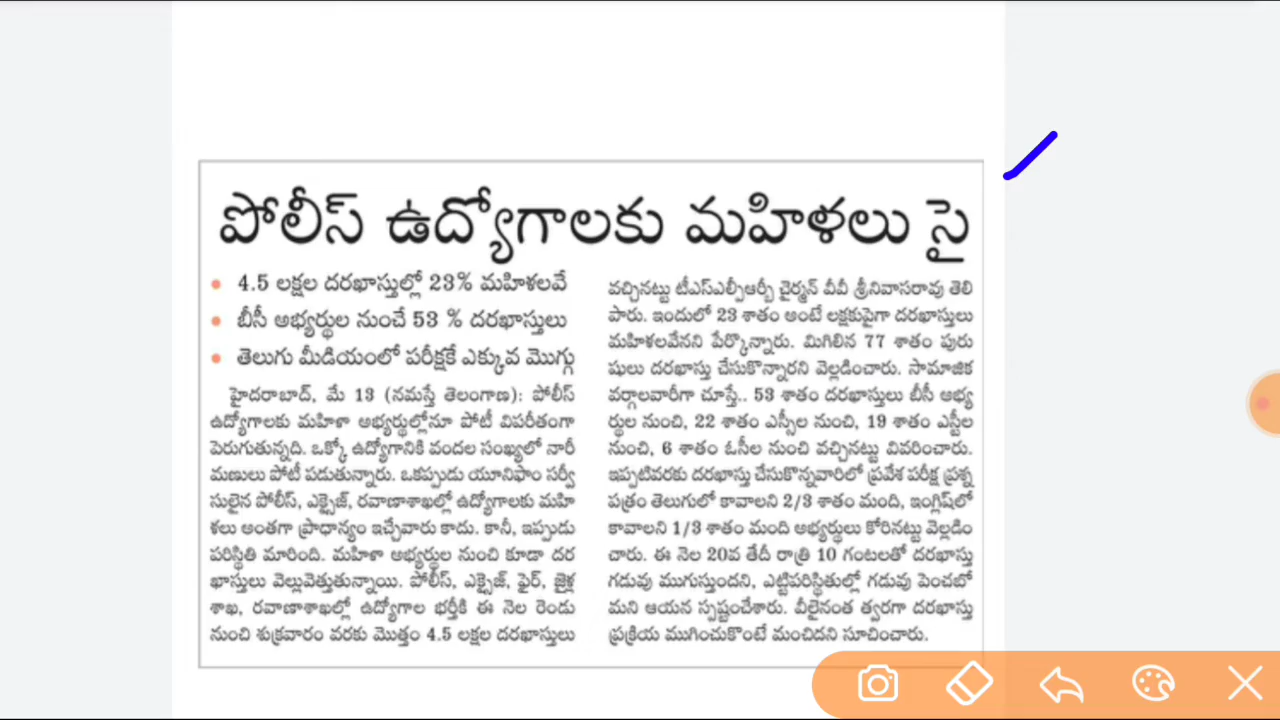 పోలీస్ ఉద్యోగాలకు మహిళలు సై
• 4.5 లక్షల దరఖాస్తుల్లో 23% మహిళలవే
• బీసీ అభ్యర్థుల నుంచే 53 % దరఖాస్తులు
• తెలుగు మీడియంలో పరీక్షకే ఎక్కువ మొగ్గు
హైదరాబాద్, మే 13 (నమస్తే తెలంగాణ): పోలీస్
ఉద్యోగాలకు మహిళా అభ్యర్థుల్లోనూ పోటీ విపరీతంగా
పెరుగుతున్నది. ఒక్కో ఉద్యోగానికి వందల సంఖ్యలో నారీ
మణులు పోటీ పడుతున్నారు. ఒకప్పుడు యూనిఫాం సర్వీ
సులైన పోలీస్, ఎక్సైజ్, రవాణాశాఖల్లో ఉద్యోగాలకు మహి
ళలు అంతగా ప్రాధాన్యం ఇచ్చేవారు కాదు. కానీ, ఇప్పుడు
పరిస్థితి మారింది. మహిళా అభ్యర్థుల నుంచి కూడా దర
ఖాస్తులు వెల్లువెత్తుతున్నాయి. పోలీస్, ఎక్సైజ్, ఫైర్, జైళ్ల
శాఖ, రవాణాశాఖల్లో ఉద్యోగాల భర్తీకి ఈ నెల రెండు
నుంచి శుక్రవారం వరకు మొత్తం 4.5 లక్షల దరఖాస్తులు
వచ్చినట్టు టీఎస్‌ఎల్పీఆర్బీ చైర్మన్ వీవీ శ్రీనివాసరావు తెలి
పారు. ఇందులో 23 శాతం అంటే లక్షకుపైగా దరఖాస్తులు
మహిళలవేనని పేర్కొన్నారు. మిగిలిన 77 శాతం పురు
షులు దరఖాస్తు చేసుకొన్నారని వెల్లడించారు. సామాజిక
వర్గాలవారీగా చూస్తే.. 53 శాతం దరఖాస్తులు బీసీ అభ్య
ర్థుల నుంచి, 22 శాతం ఎస్సీల నుంచి, 19 శాతం ఎస్టీల
నుంచి, 6 శాతం ఓసీల నుంచి వచ్చినట్టు వివరించారు.
ఇప్పటివరకు దరఖాస్తు చేసుకొన్నవారిలో ప్రవేశ పరీక్ష ప్రశ్న
పత్రం తెలుగులో కావాలని 2/3 శాతం మంది, ఇంగ్లిష్‌లో
కావాలని 1/3 శాతం మంది అభ్యర్థులు కోరినట్టు వెల్లడిం
చారు. ఈ నెల 20వ తేదీ రాత్రి 10 గంటలతో దరఖాస్తు
గడువు ముగుస్తుందని, ఎట్టిపరిస్థితుల్లో గడువు పెంచబో
మని ఆయన స్పష్టంచేశారు. వీలైనంత త్వరగా దరఖాస్తు
ప్రక్రియ ముగించుకొంటే మంచిదని సూచించారు.